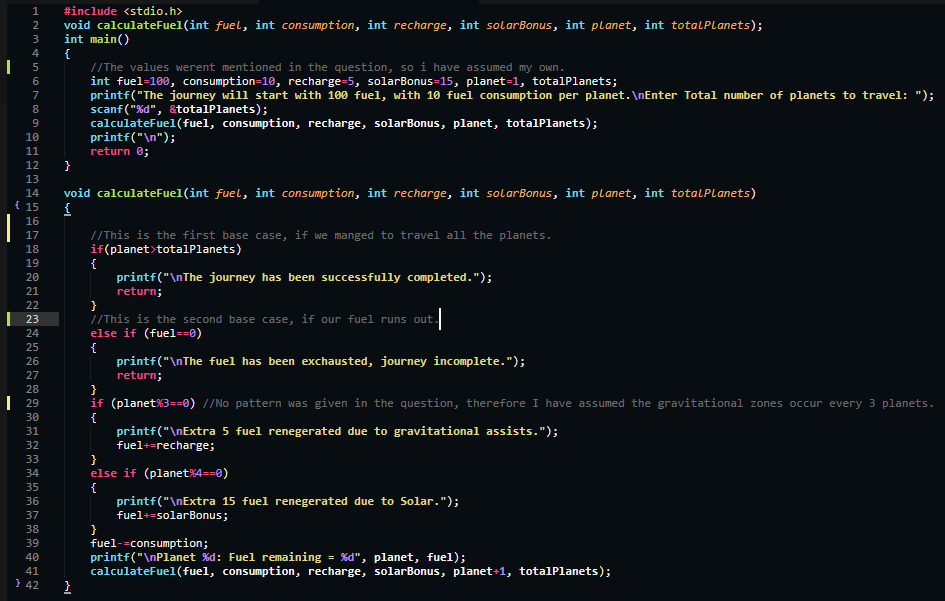 1 #include <stdio.h>
2 void calculateFuel(int fuel, int consumption, int recharge, int solarBonus, int planet, int totalPlanets);
3 int main()
4 {
5 //The values werent mentioned in the question, so i have assumed my own.
6 int fuel=100, consumption=10, recharge=5, solarBonus=15, planet=1, totalPlanets;
7 printf("The journey will start with 100 fuel, with 10 fuel consumption per planet.\nEnter Total number of planets to travel: ");
8 scanf("%d", &totalPlanets);
9 calculateFuel(fuel, consumption, recharge, solarBonus, planet, totalPlanets);
10 printf("\n");
11 return 0;
12 }
13
14 void calculateFuel(int fuel, int consumption, int recharge, int solarBonus, int planet, int totalPlanets)
{ 15 {
16
17 //This is the first base case, if we manged to travel all the planets.
18 if(planet>totalPlanets)
19 {
20 printf("\nThe journey has been successfully completed.");
21 return;
22 }
23 //This is the second base case, if our fuel runs out.
24 else if (fuel==0)
25 {
26 printf("\nThe fuel has been exchausted, journey incomplete.");
27 return;
28 }
29 if (planet%3==0) //No pattern was given in the question, therefore I have assumed the gravitational zones occur every 3 planets.
30 {
31 printf("\nExtra 5 fuel renegerated due to gravitational assists.");
32 fuel+=recharge;
33 }
34 else if (planet%4==0)
35 {
36 printf("\nExtra 15 fuel renegerated due to Solar.");
37 fuel+=solarBonus;
38 }
39 fuel-=consumption;
40 printf("\nPlanet %d: Fuel remaining = %d", planet, fuel);
41 calculateFuel(fuel, consumption, recharge, solarBonus, planet+1, totalPlanets);
} 42 }